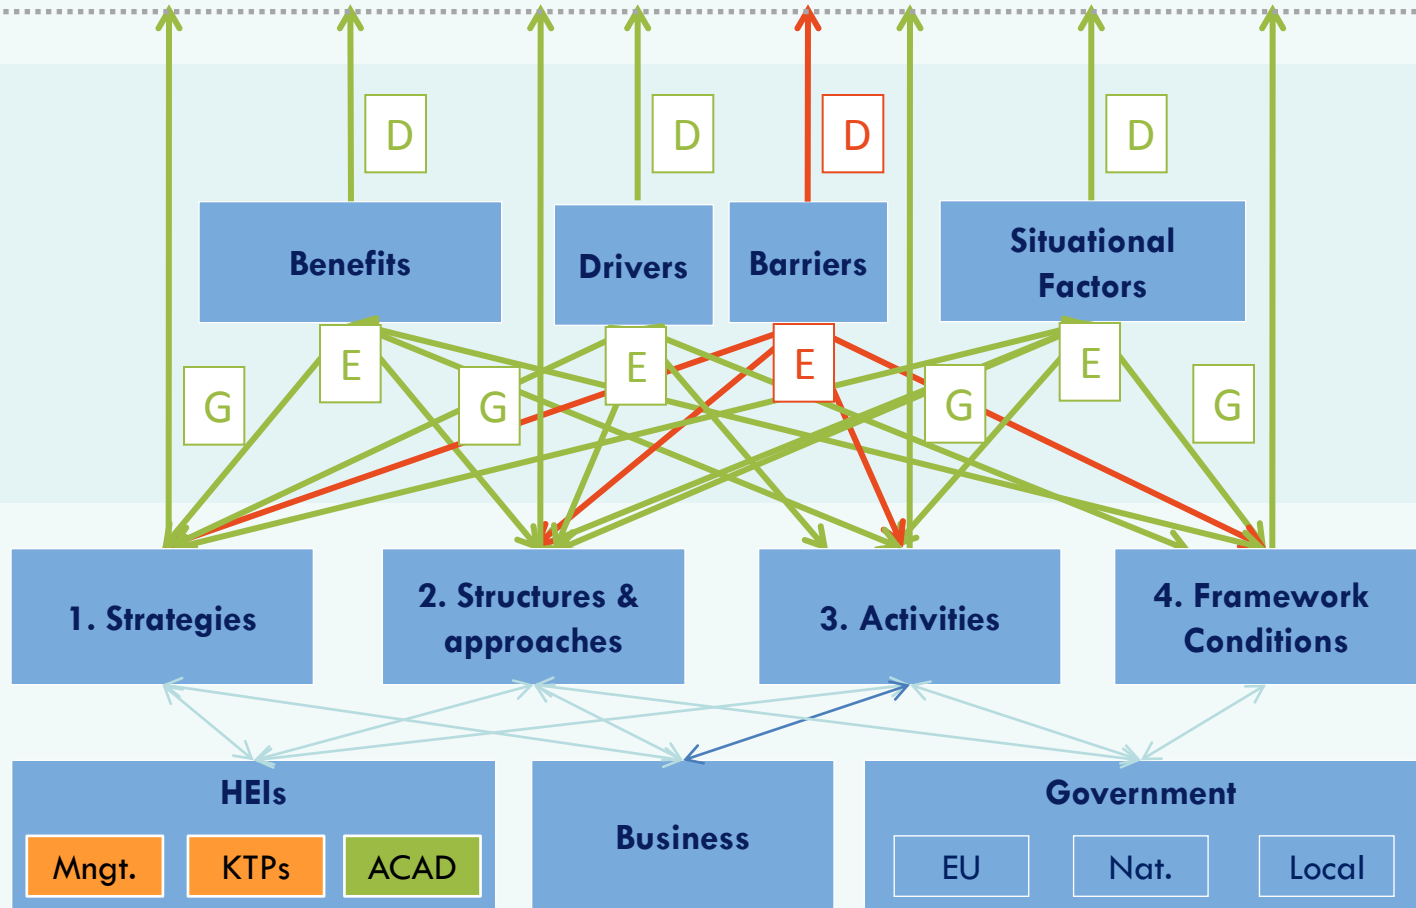 D
D
D
D
Benefits
Drivers
Barriers
Situational
Factors
E
E
E
E
G
G
G
G
1. Strategies
2. Structures &
approaches
3. Activities
4. Framework
Conditions
HEIs
Mngt.
KTPs
ACAD
Business
Government
EU
Nat.
Local